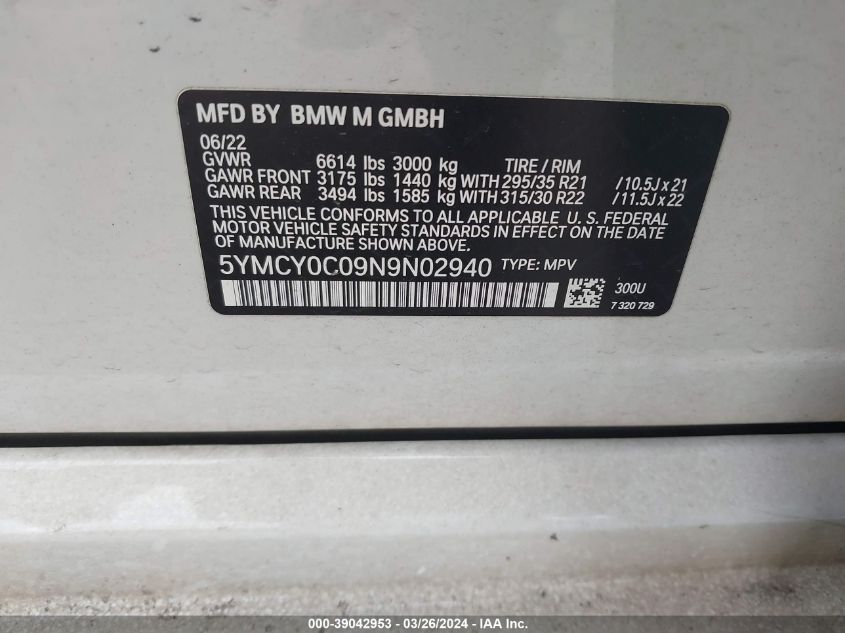 MFD BY BMW M GMBH
06/22
GVWR 6614 lbs 3000 kg TIRE / RIM
GAWR FRONT 3175 lbs 1440 kg WITH 295/35 R21 / 10.5J x 21
GAWR REAR 3494 lbs 1585 kg WITH 315/30 R22 / 11.5J x 22
THIS VEHICLE CONFORMS TO ALL APPLICABLE U. S. FEDERAL
MOTOR VEHICLE SAFETY STANDARDS IN EFFECT ON THE DATE
OF MANUFACTURE SHOWN ABOVE.
5YMCY0C09N9N02940 TYPE: MPV
300U
7 320 729
000-39042953 - 03/26/2024 - IAA Inc.